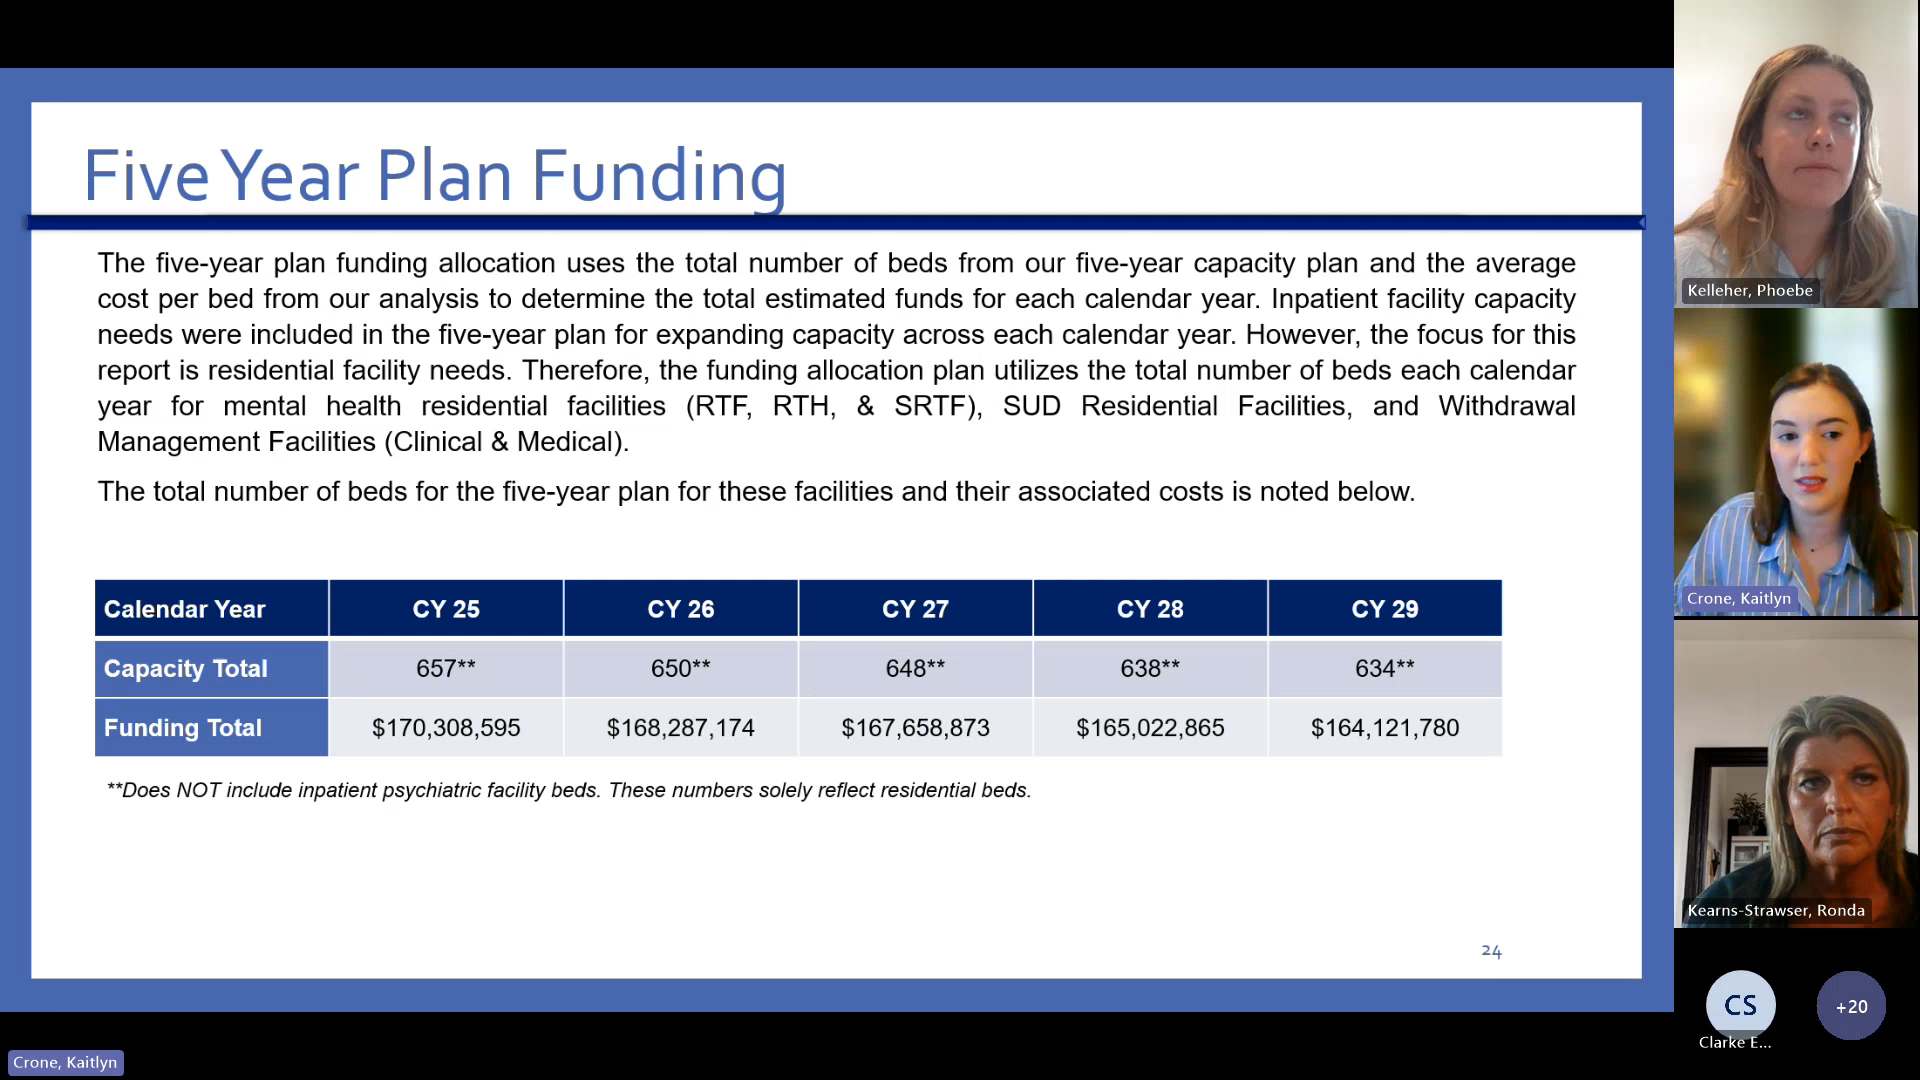 Five Year Plan Funding
The five-year plan funding allocation uses the total number of beds from our five-year capacity plan and the average
cost per bed from our analysis to determine the total estimated funds for each calendar year. Inpatient facility capacity
needs were included in the five-year plan for expanding capacity across each calendar year. However, the focus for this
report is residential facility needs. Therefore, the funding allocation plan utilizes the total number of beds each calendar
year for mental health residential facilities (RTF, RTH, & SRTF), SUD Residential Facilities, and Withdrawal
Management Facilities (Clinical & Medical).
The total number of beds for the five-year plan for these facilities and their associated costs is noted below.
Calendar Year CY 25 CY 26 CY 27 CY 28 CY 29
Capacity Total 657** 650** 648** 638** 634**
Funding Total $170,308,595 $168,287,174 $167,658,873 $165,022,865 $164,121,780
**Does NOT include inpatient psychiatric facility beds. These numbers solely reflect residential beds.
24
Kelleher, Phoebe
Crone, Kaitlyn
Kearns-Strawser, Ronda
CS
+20
Clarke E...
Crone, Kaitlyn